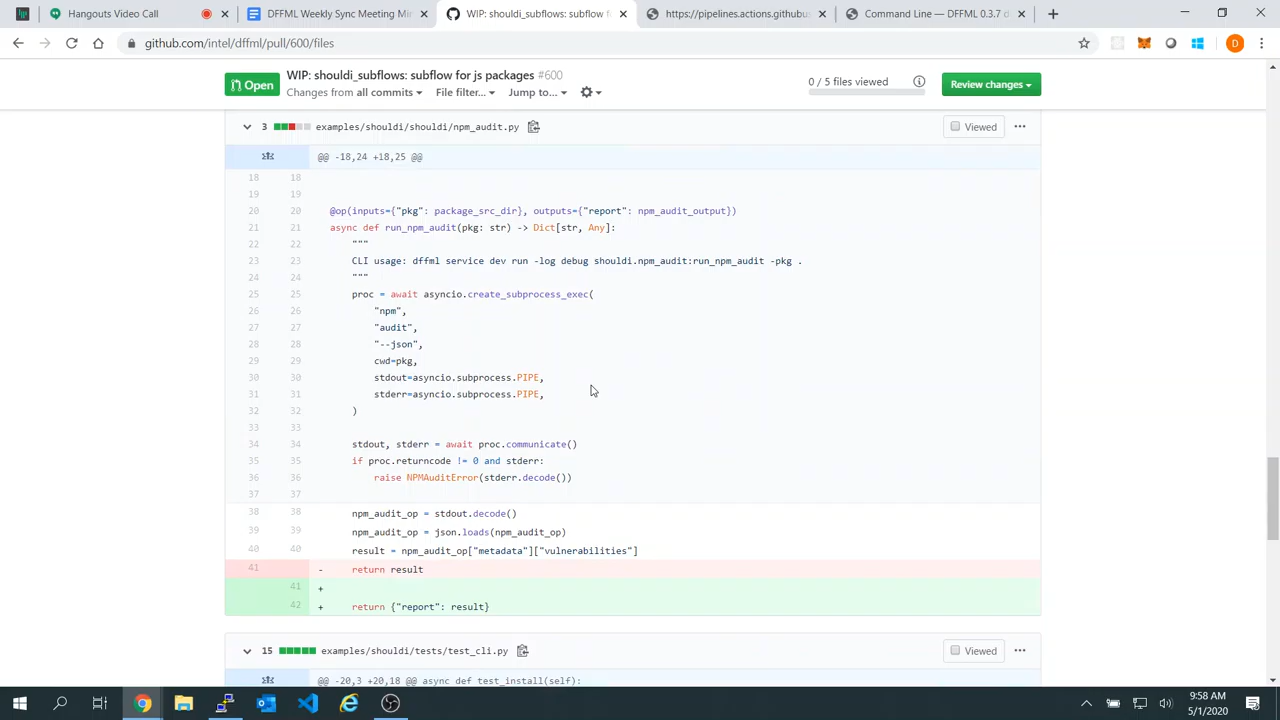 Hangouts Video Call
DFFML Weekly Sync Meeting Min
WIP: shouldi_subflows: subflow for
https://pipelines.actions.githubus
Command Line — DFFML 0.3.7 d
github.com/intel/dffml/pull/600/files
D
Open
WIP: shouldi_subflows: subflow for js packages #600
Changes from all commits
File filter...
Jump to...
0 / 5 files viewed
Review changes
3 examples/shouldi/shouldi/npm_audit.py
Viewed
@@ -18,24 +18,25 @@
18 18
19 19
20 20 @op(inputs={"pkg": package_src_dir}, outputs={"report": npm_audit_output})
21 21 async def run_npm_audit(pkg: str) -> Dict[str, Any]:
22 22 """
23 23 CLI usage: dffml service dev run -log debug shouldi.npm_audit:run_npm_audit -pkg .
24 24 """
25 25 proc = await asyncio.create_subprocess_exec(
26 26 "npm",
27 27 "audit",
28 28 "--json",
29 29 cwd=pkg,
30 30 stdout=asyncio.subprocess.PIPE,
31 31 stderr=asyncio.subprocess.PIPE,
32 32 )
33 33
34 34 stdout, stderr = await proc.communicate()
35 35 if proc.returncode != 0 and stderr:
36 36 raise NPMAuditError(stderr.decode())
37 37
38 38 npm_audit_op = stdout.decode()
39 39 npm_audit_op = json.loads(npm_audit_op)
40 40 result = npm_audit_op["metadata"]["vulnerabilities"]
41 - return result
41 +
42 + return {"report": result}
15 examples/shouldi/tests/test_cli.py
Viewed
@@ -20,3 +20,18 @@ async def test_install(self):
9:58 AM
5/1/2020